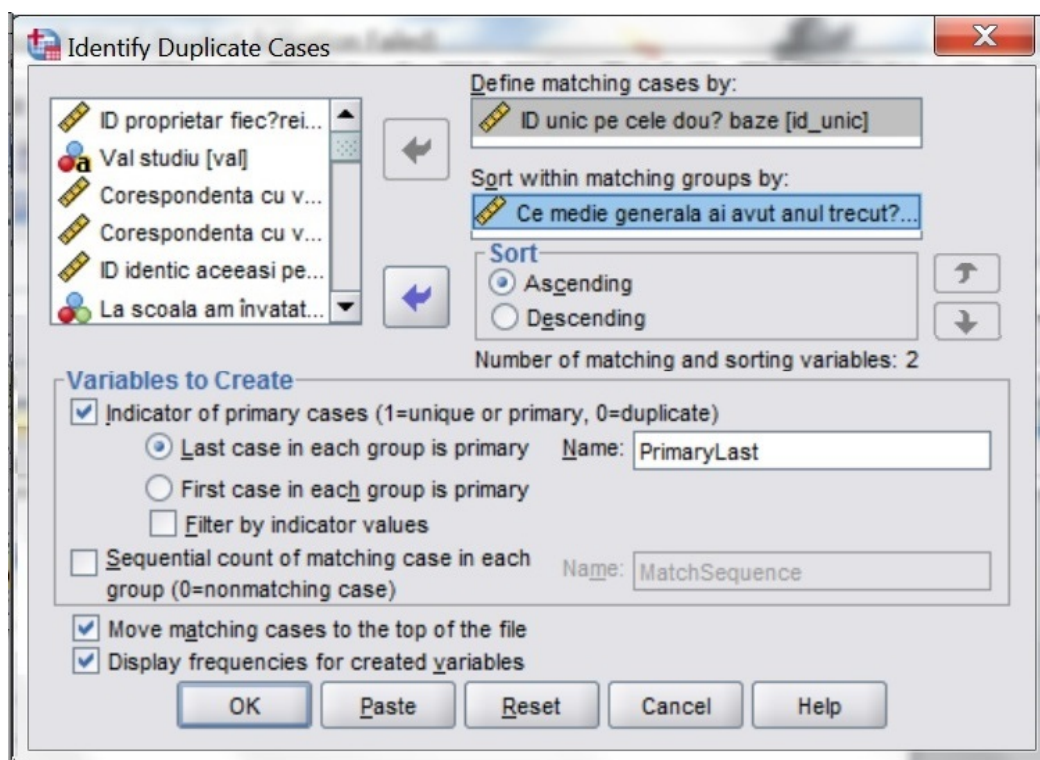 Identify Duplicate Cases
ID proprietar fiec?rei...
Val studiu [val]
Corespondenta cu v...
Corespondenta cu v...
ID identic aceeasi pe...
La scoala am învatat...
Define matching cases by:
ID unic pe cele dou? baze [id_unic]
Sort within matching groups by:
Ce medie generala ai avut anul trecut?...
Sort
Ascending
Descending
Number of matching and sorting variables: 2
Variables to Create
Indicator of primary cases (1=unique or primary, 0=duplicate)
Last case in each group is primary
Name: PrimaryLast
First case in each group is primary
Filter by indicator values
Sequential count of matching case in each
group (0=nonmatching case)
Name: MatchSequence
Move matching cases to the top of the file
Display frequencies for created variables
OK Paste Reset Cancel Help